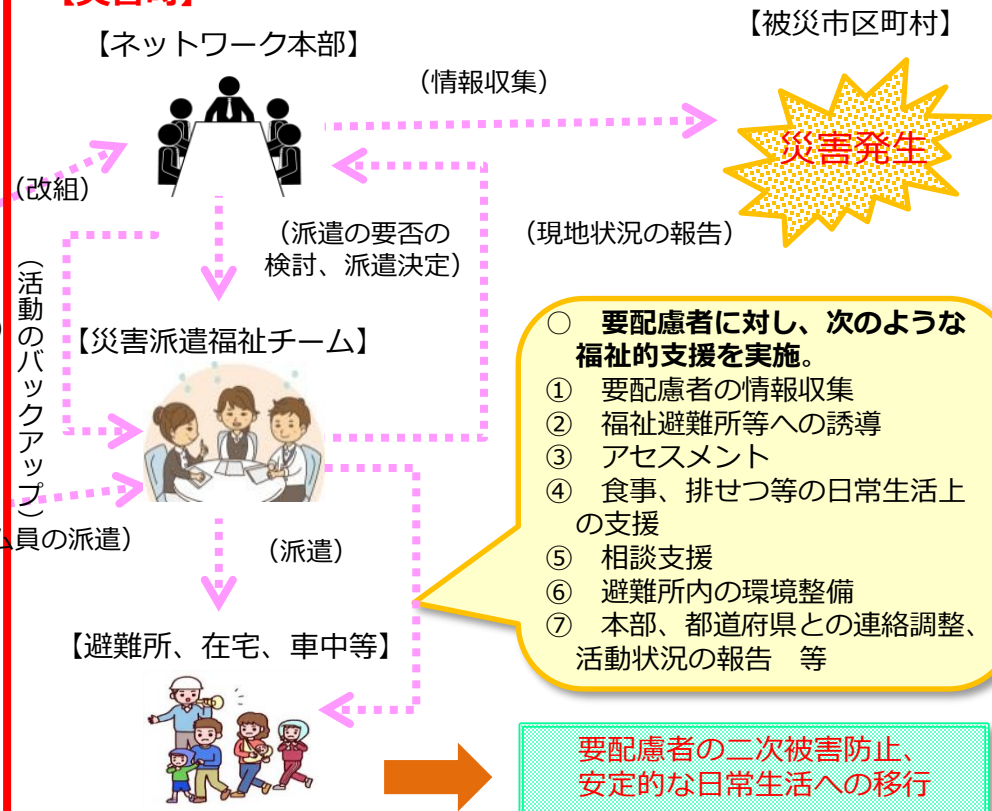 【災害時】
【被災市区町村】
【ネットワーク本部】
（情報収集）
災害発生
（改組）
（派遣の要否の
検討、派遣決定）
（現地状況の報告）
（活動のバックアップ）
【災害派遣福祉チーム】
○　要配慮者に対し、次のような
福祉的支援を実施。
①　要配慮者の情報収集
②　福祉避難所等への誘導
③　アセスメント
④　食事、排せつ等の日常生活上
の支援
⑤　相談支援
⑥　避難所内の環境整備
⑦　本部、都道府県との連絡調整、
活動状況の報告　等
員の派遣）
（派遣）
【避難所、在宅、車中等】
要配慮者の二次被害防止、
安定的な日常生活への移行